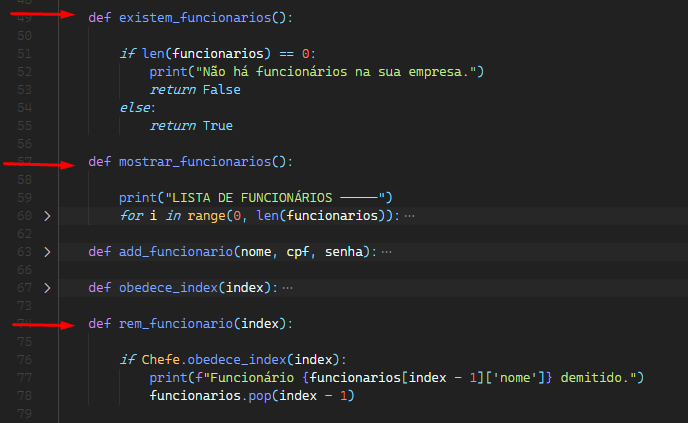 49 def existem_funcionarios():
50
51 if len(funcionarios) == 0:
52 print("Não há funcionários na sua empresa.")
53 return False
54 else:
55 return True
56
57 def mostrar_funcionarios():
58
59 print("LISTA DE FUNCIONÁRIOS -----")
60 for i in range(0, len(funcionarios)):···
62
63 def add_funcionario(nome, cpf, senha):···
66
67 def obedece_index(index):···
73
74 def rem_funcionario(index):
75
76 if Chefe.obedece_index(index):
77 print(f"Funcionário {funcionarios[index - 1]['nome']} demitido.")
78 funcionarios.pop(index - 1)
79